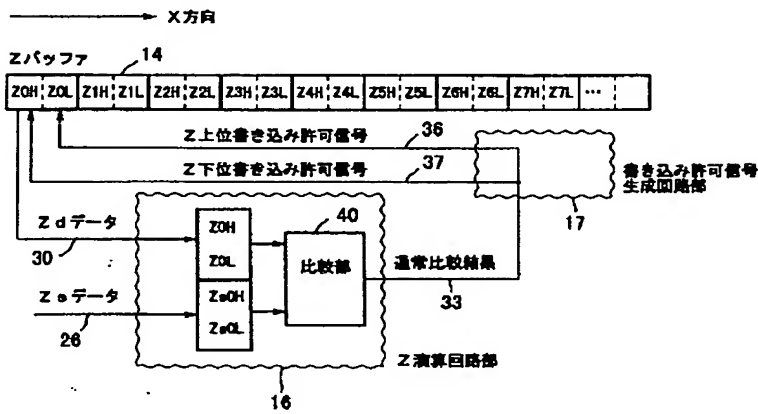 X方向
Zバッファ
14
Z0H Z0L Z1H Z1L Z2H Z2L Z3H Z3L Z4H Z4L Z5H Z5L Z6H Z6L Z7H Z7L …
Z上位書き込み許可信号
36
Z下位書き込み許可信号
37
書き込み許可信号
生成回路部
17
Zdデータ
30
Z0H
Z0L
40
比較部
通常比較結果
33
Zsデータ
26
Zs0H
Zs0L
Z演算回路部
16